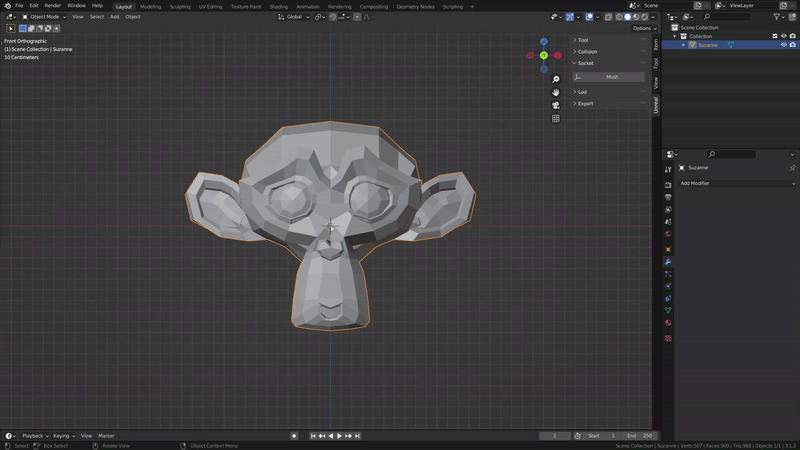 File Edit Render Window Help Layout Modeling Sculpting UV Editing Texture Paint Shading Animation Rendering Compositing Geometry Nodes Scripting + Scene ViewLayer
Object Mode View Select Add Object Global Options
Front Orthographic
(1) Scene Collection | Suzanne
10 Centimeters
Tool
Collision
Socket
Mesh
Lod
Export
Item
Tool
View
Unreal
Scene Collection
Collection
Suzanne
Suzanne
Add Modifier
Playback Keying View Marker 1 Start 1 End 250
Select Box Select Rotate View Object Context Menu Scene Collection | Suzanne | Verts:507 | Faces:500 | Tris:968 | Objects:1/1 | 3.1.2